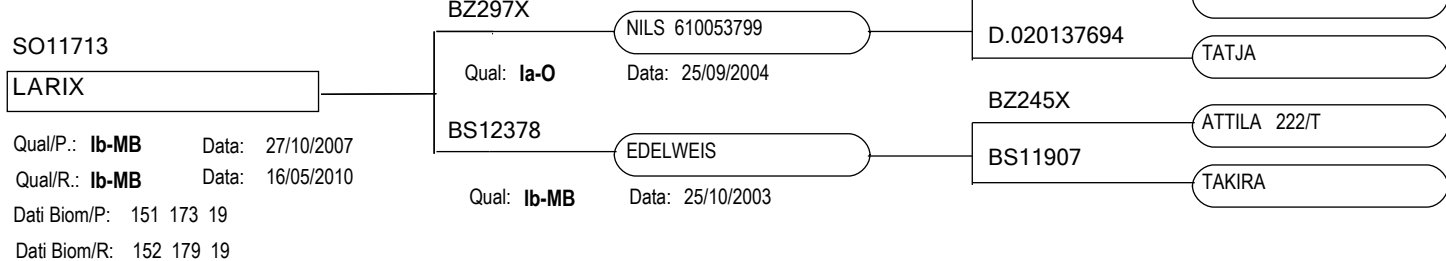 BZ297X
NILS 610053799
D.020137694
SO11713
TATJA
LARIX
Qual: Ia-O Data: 25/09/2004
BZ245X
ATTILA 222/T
BS12378
Qual/P.: Ib-MB Data: 27/10/2007
EDELWEIS
BS11907
Qual/R.: Ib-MB Data: 16/05/2010
TAKIRA
Qual: Ib-MB Data: 25/10/2003
Dati Biom/P: 151 173 19
Dati Biom/R: 152 179 19